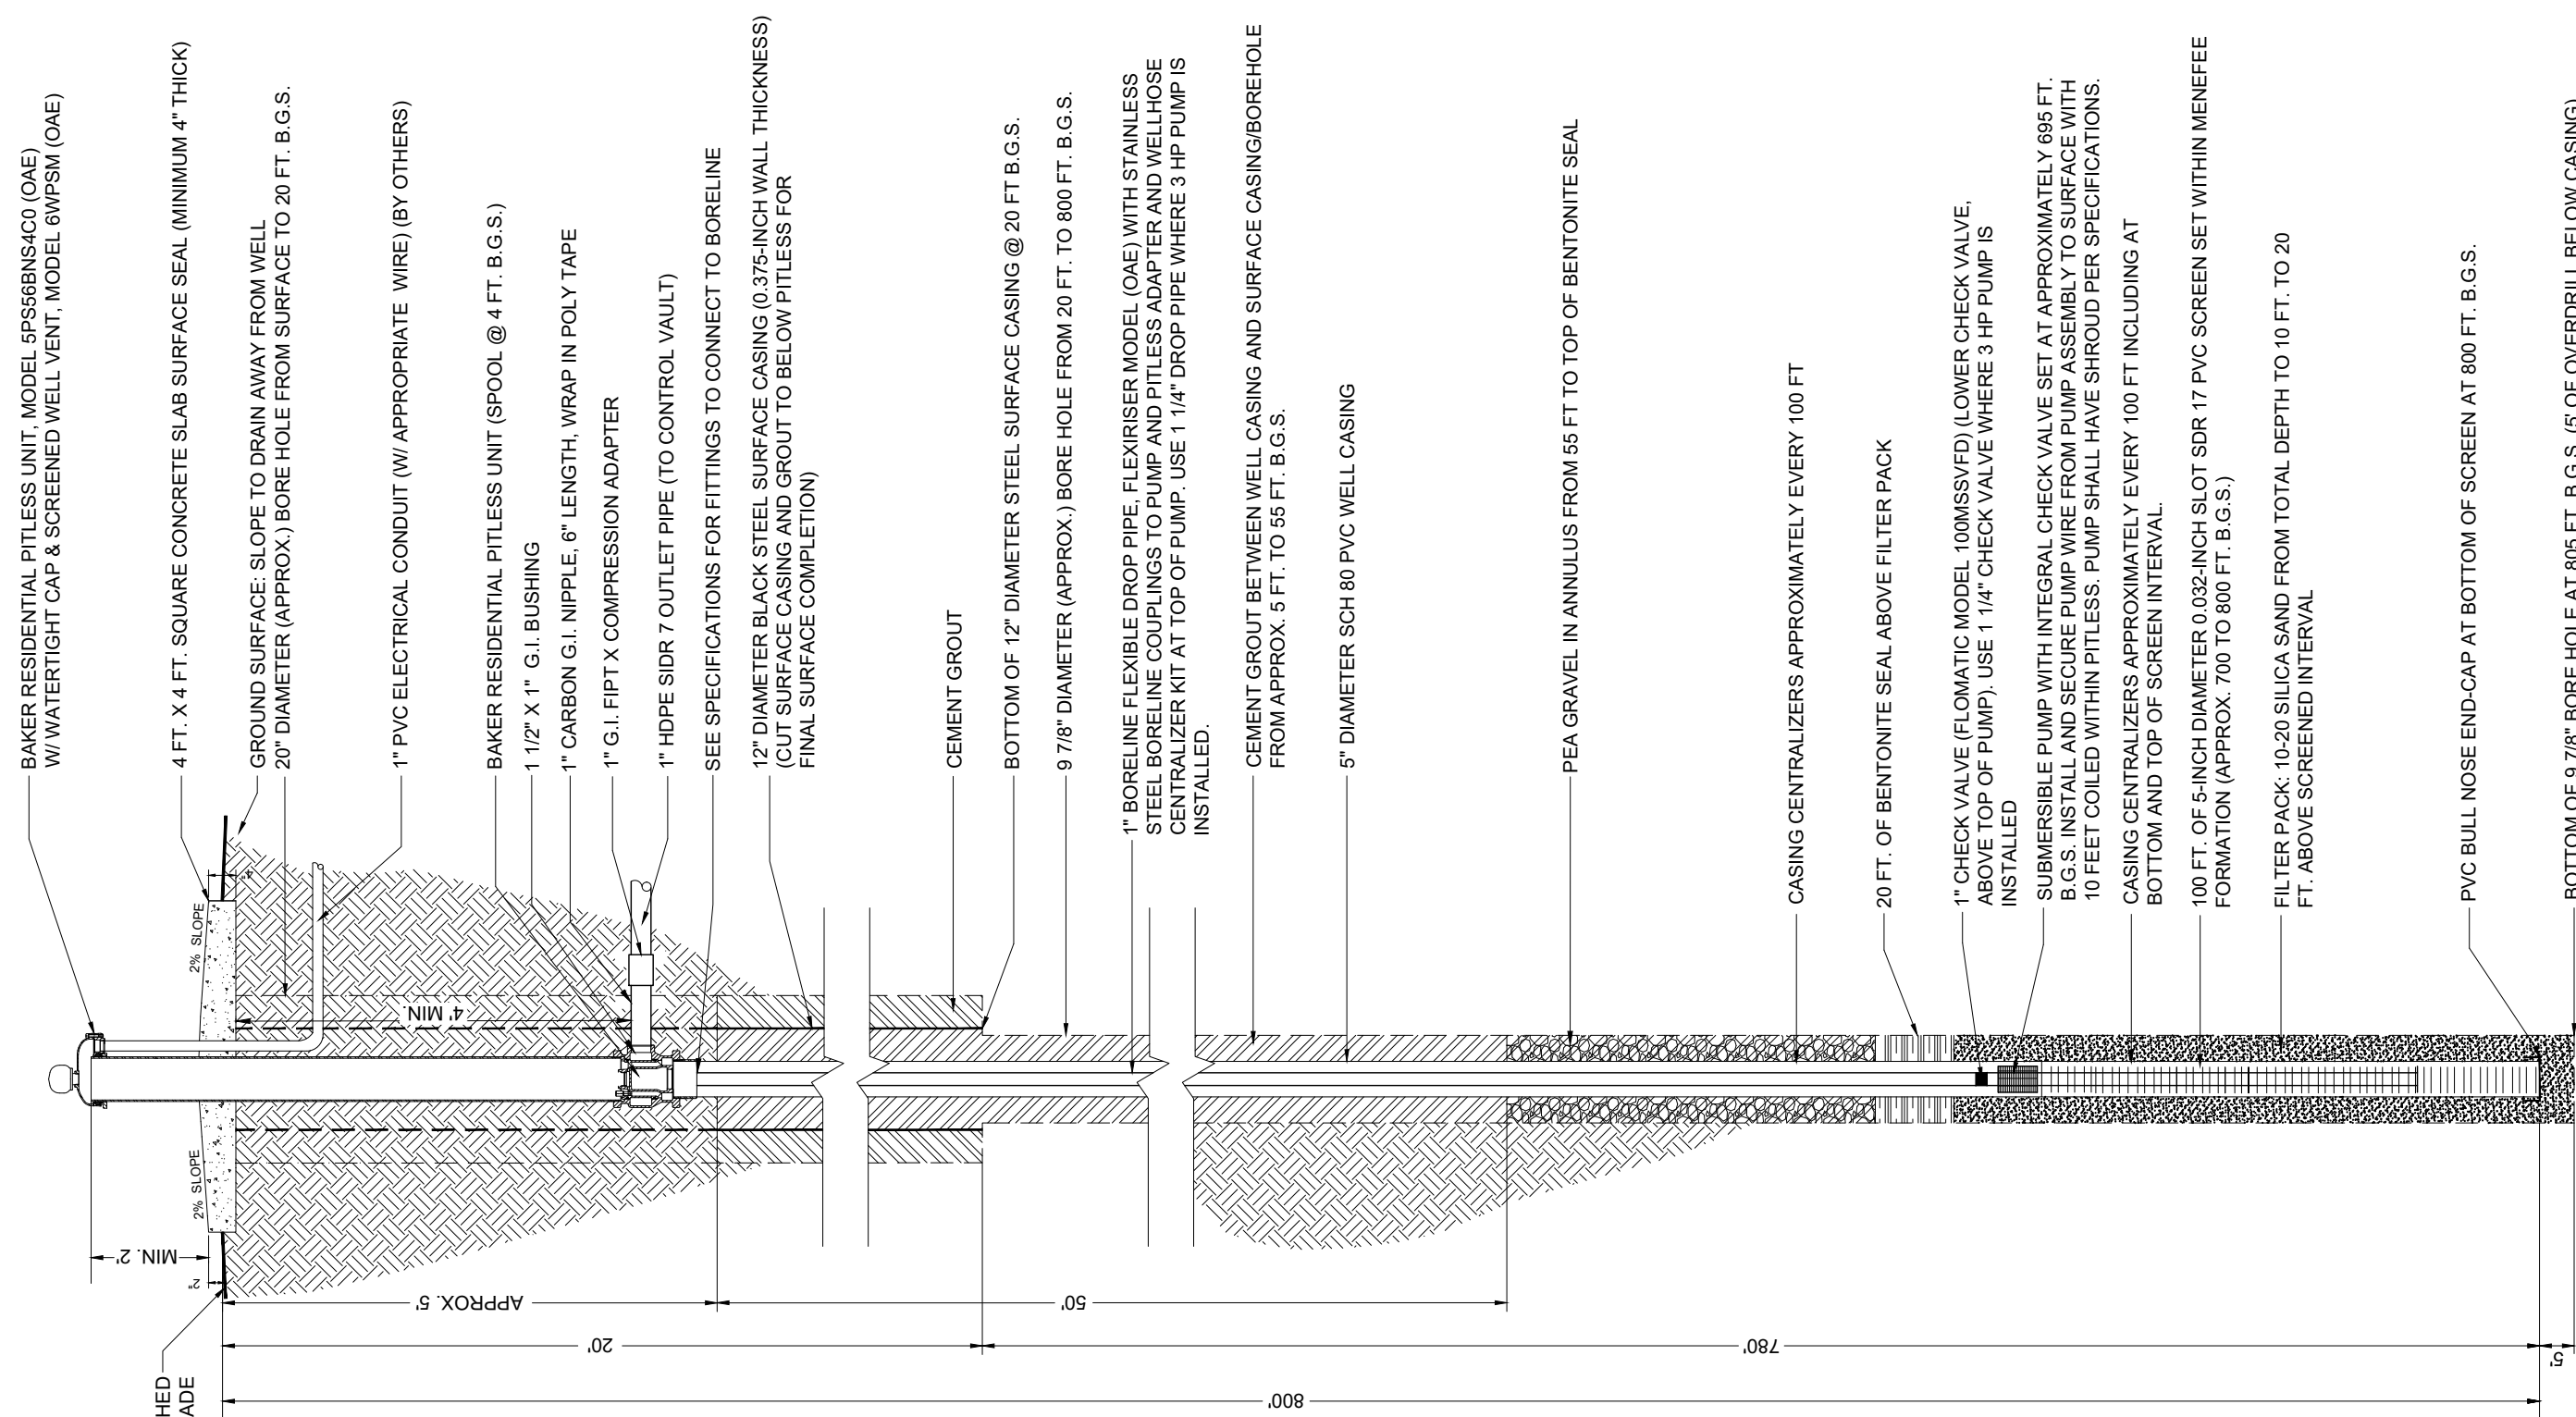 BAKER RESIDENTIAL PITLESS UNIT, MODEL 5PS56BNS4C0 (OAE)
W/ WATERTIGHT CAP & SCREENED WELL VENT, MODEL 6WPSM (OAE)
4 FT. X 4 FT. SQUARE CONCRETE SLAB SURFACE SEAL (MINIMUM 4" THICK)
GROUND SURFACE: SLOPE TO DRAIN AWAY FROM WELL
20" DIAMETER (APPROX.) BORE HOLE FROM SURFACE TO 20 FT. B.G.S.
1" PVC ELECTRICAL CONDUIT (W/ APPROPRIATE WIRE) (BY OTHERS)
BAKER RESIDENTIAL PITLESS UNIT (SPOOL @ 4 FT. B.G.S.)
1 1/2" X 1" G.I. BUSHING
1" CARBON G.I. NIPPLE, 6" LENGTH, WRAP IN POLY TAPE
1" G.I. FIPT X COMPRESSION ADAPTER
1" HDPE SIDR 7 OUTLET PIPE (TO CONTROL VAULT)
SEE SPECIFICATIONS FOR FITTINGS TO CONNECT TO BORELINE
12" DIAMETER BLACK STEEL SURFACE CASING (0.375-INCH WALL THICKNESS)
(CUT SURFACE CASING AND GROUT TO BELOW PITLESS FOR
FINAL SURFACE COMPLETION)
CEMENT GROUT
BOTTOM OF 12" DIAMETER STEEL SURFACE CASING @ 20 FT B.G.S.
9 7/8" DIAMETER (APPROX.) BORE HOLE FROM 20 FT. TO 800 FT. B.G.S.
1" BORELINE FLEXIBLE DROP PIPE, FLEXIRISER MODEL (OAE) WITH STAINLESS
STEEL BORELINE COUPLINGS TO PUMP AND PITLESS ADAPTER AND WELLHOSE
CENTRALIZER KIT AT TOP OF PUMP. USE 1 1/4" DROP PIPE WHERE 3 HP PUMP IS
INSTALLED.
CEMENT GROUT BETWEEN WELL CASING AND SURFACE CASING/BOREHOLE
FROM APPROX. 5 FT. TO 55 FT. B.G.S.
5" DIAMETER SCH 80 PVC WELL CASING
PEA GRAVEL IN ANNULUS FROM 55 FT TO TOP OF BENTONITE SEAL
CASING CENTRALIZERS APPROXIMATELY EVERY 100 FT
20 FT. OF BENTONITE SEAL ABOVE FILTER PACK
1" CHECK VALVE (FLOMATIC MODEL 100MSSVFD) (LOWER CHECK VALVE,
ABOVE TOP OF PUMP). USE 1 1/4" CHECK VALVE WHERE 3 HP PUMP IS
INSTALLED
SUBMERSIBLE PUMP WITH INTEGRAL CHECK VALVE SET AT APPROXIMATELY 695 FT.
B.G.S. INSTALL AND SECURE PUMP WIRE FROM PUMP ASSEMBLY TO SURFACE WITH
10 FEET COILED WITHIN PITLESS. PUMP SHALL HAVE SHROUD PER SPECIFICATIONS.
CASING CENTRALIZERS APPROXIMATELY EVERY 100 FT INCLUDING AT
BOTTOM AND TOP OF SCREEN INTERVAL.
100 FT. OF 5-INCH DIAMETER 0.032-INCH SLOT SDR 17 PVC SCREEN SET WITHIN MENEFEE
FORMATION (APPROX. 700 TO 800 FT. B.G.S.)
FILTER PACK: 10-20 SILICA SAND FROM TOTAL DEPTH TO 10 FT. TO 20
FT. ABOVE SCREENED INTERVAL
PVC BULL NOSE END-CAP AT BOTTOM OF SCREEN AT 800 FT. B.G.S.
BOTTOM OF 9 7/8" BORE HOLE AT 805 FT. B.G.S. (5' OF OVERDRILL BELOW CASING)
2% SLOPE
4"
4' MIN.
2% SLOPE
MIN. 2'
2"
APPROX. 5'
50'
20'
780'
5'
800'
HED
ADE